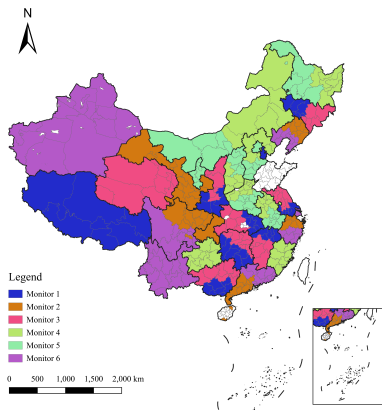 N
Legend
Monitor 1
Monitor 2
Monitor 3
Monitor 4
Monitor 5
Monitor 6
0 500 1,000 1,500 2,000 km